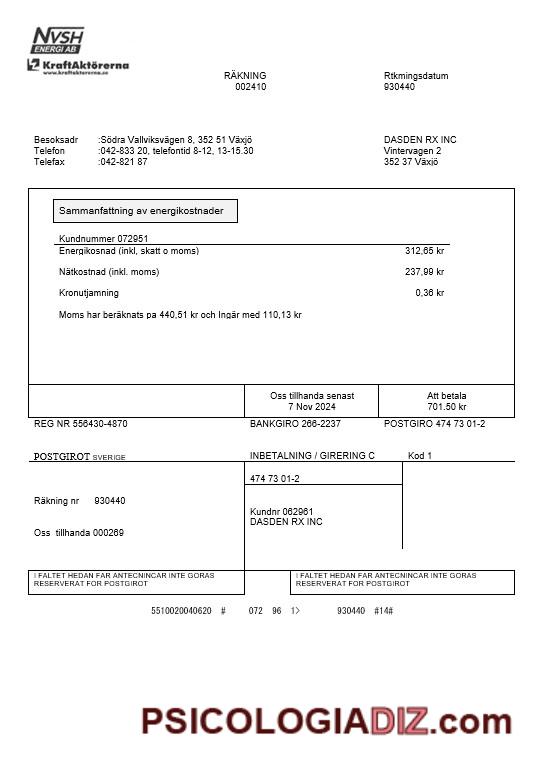 NVSH
ENERGI AB
KraftAktörerna
www.kraftaktorerna.se
RÄKNING
002410
Rtkmingsdatum
930440
Besoksadr :Södra Vallviksvägen 8, 352 51 Växjö
Telefon :042-833 20, telefontid 8-12, 13-15.30
Telefax :042-821 87
DASDEN RX INC
Vintervagen 2
352 37 Växjö
Sammanfattning av energikostnader
Kundnummer 072951
Energikosnad (inkl, skatt o moms) 312,65 kr
Nätkostnad (inkl. moms) 237,99 kr
Kronutjamning 0,36 kr
Moms har beräknats pa 440,51 kr och Ingär med 110,13 kr
Oss tillhanda senast
7 Nov 2024
Att betala
701.50 kr
REG NR 556430-4870 BANKGIRO 266-2237 POSTGIRO 474 73 01-2
POSTGIROT SVERIGE INBETALNING / GIRERING C Kod 1
474 73 01-2
Räkning nr 930440
Kundnr 062961
DASDEN RX INC
Oss tillhanda 000269
I FALTET HEDAN FAR ANTECNINCAR INTE GORAS
RESERVERAT FOR POSTGIROT
I FALTET HEDAN FAR ANTECNINCAR INTE GORAS
RESERVERAT FOR POSTGIROT
5510020040620 # 072 96 1> 930440 #14#
PSICOLOGIADIZ.com